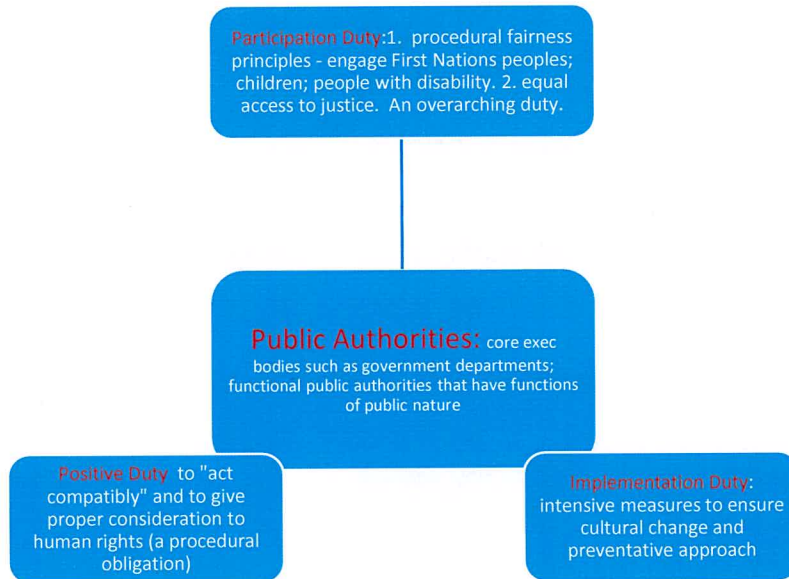 Participation Duty:1. procedural fairness
principles - engage First Nations peoples;
children; people with disability. 2. equal
access to justice. An overarching duty.
Public Authorities: core exec
bodies such as government departments;
functional public authorities that have functions
of public nature
Positive Duty to "act
compatibly" and to give
proper consideration to
human rights (a procedural
obligation)
Implementation Duty:
intensive measures to ensure
cultural change and
preventative approach